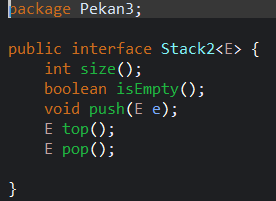 package Pekan3;
public interface Stack2<E> {
    int size();
    boolean isEmpty();
    void push(E e);
    E top();
    E pop();
}